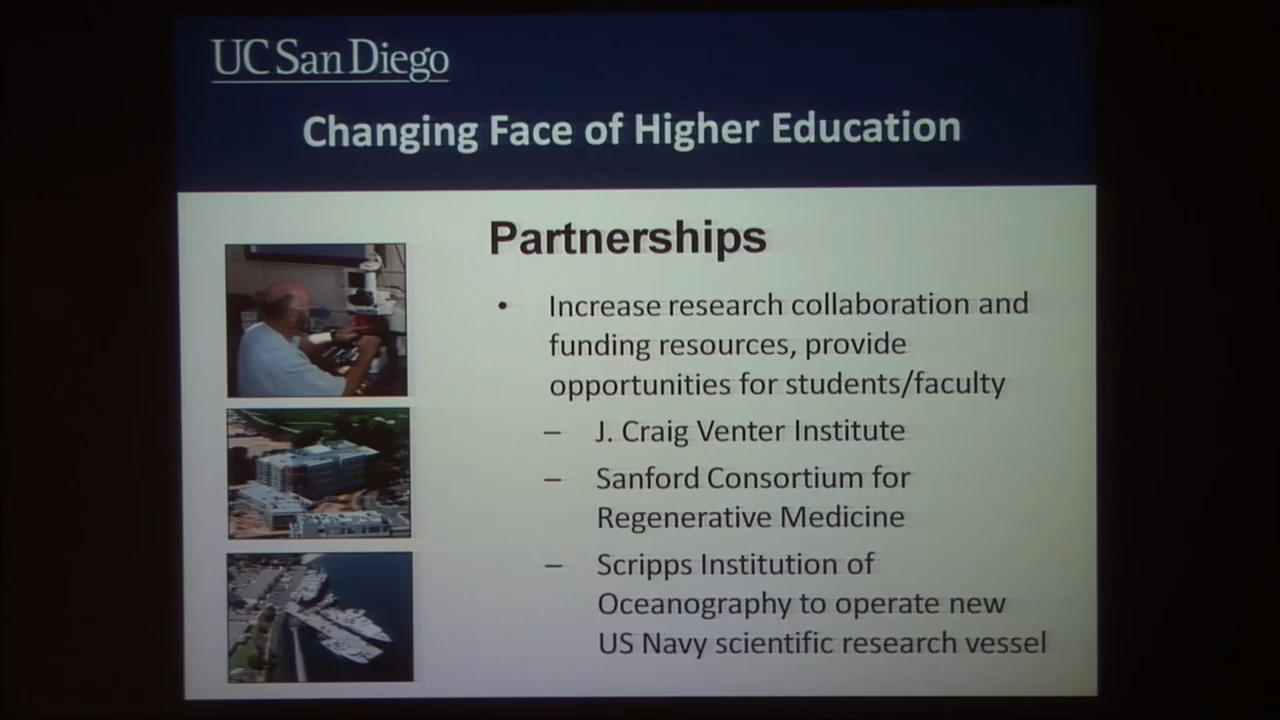 UC San Diego
Changing Face of Higher Education
Partnerships
• Increase research collaboration and
funding resources, provide
opportunities for students/faculty
– J. Craig Venter Institute
– Sanford Consortium for
Regenerative Medicine
– Scripps Institution of
Oceanography to operate new
US Navy scientific research vessel